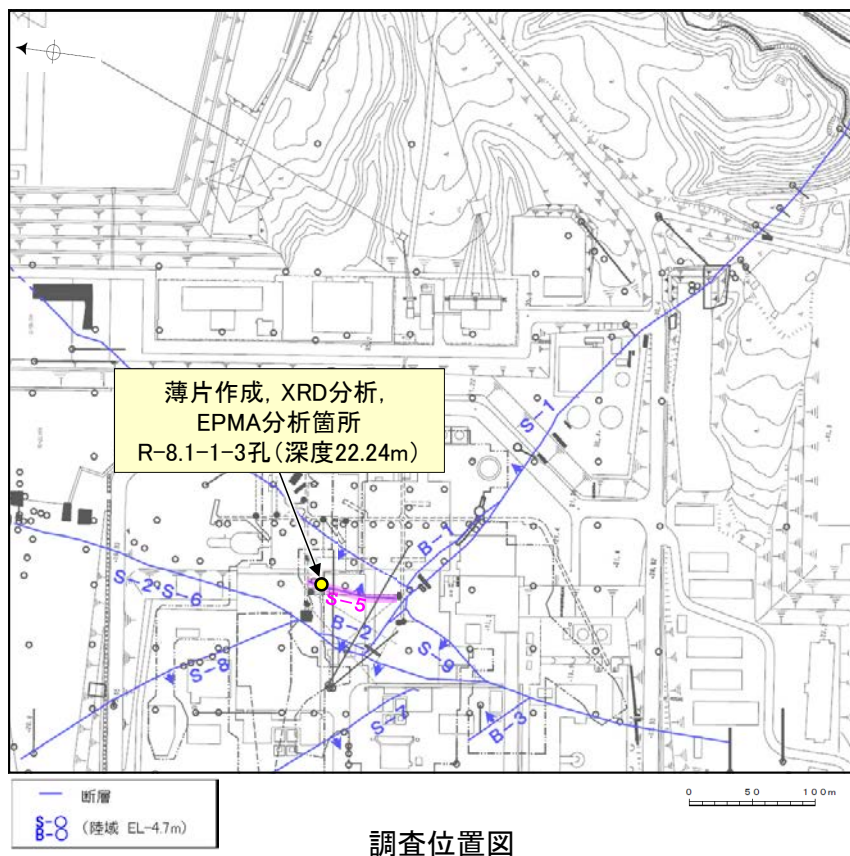 薄片作成, XRD分析,
EPMA分析箇所
R-8.1-1-3孔(深度22.24m)
S-1
B-1
S-2・S-6
S-5
B-2
S-8
S-9
S-7
B-3
断層
S-○
B-○ (陸域 EL-4.7m)
0 50 100m
調査位置図